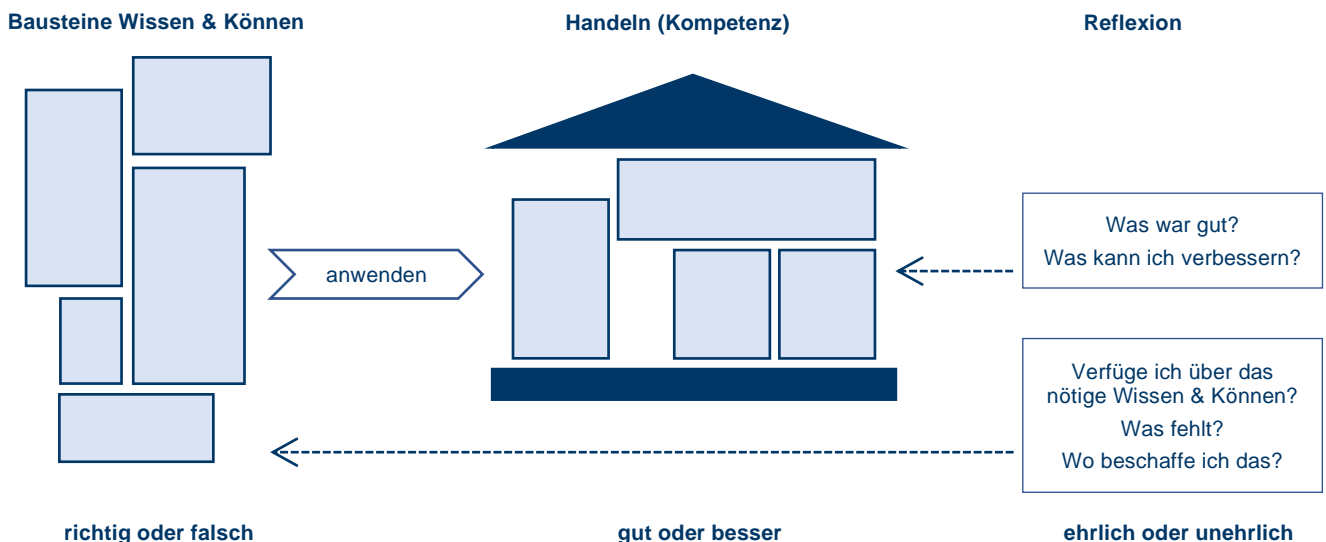 Bausteine Wissen & Können
Handeln (Kompetenz)
Reflexion
anwenden
Was war gut?
Was kann ich verbessern?
Verfüge ich über das
nötige Wissen & Können?
Was fehlt?
Wo beschaffe ich das?
richtig oder falsch
gut oder besser
ehrlich oder unehrlich